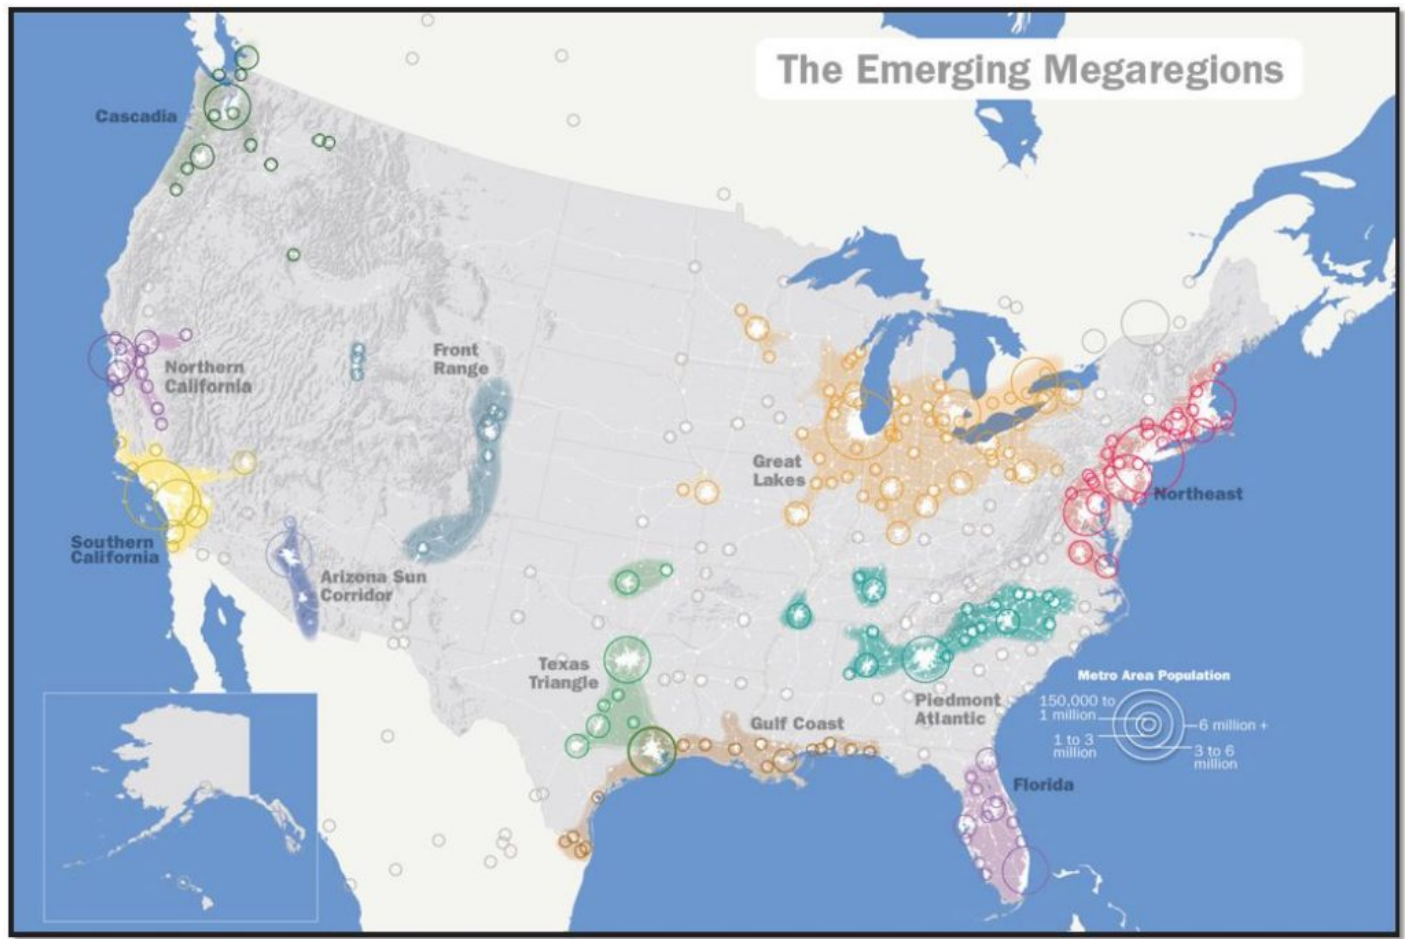 The Emerging Megaregions
Cascadia
Northern
California
Front
Range
Great
Lakes
Northeast
Southern
California
Arizona Sun
Corridor
Texas
Triangle
Gulf Coast
Piedmont
Atlantic
Florida
Metro Area Population
150,000 to
1 million
1 to 3
million
6 million +
3 to 6
million